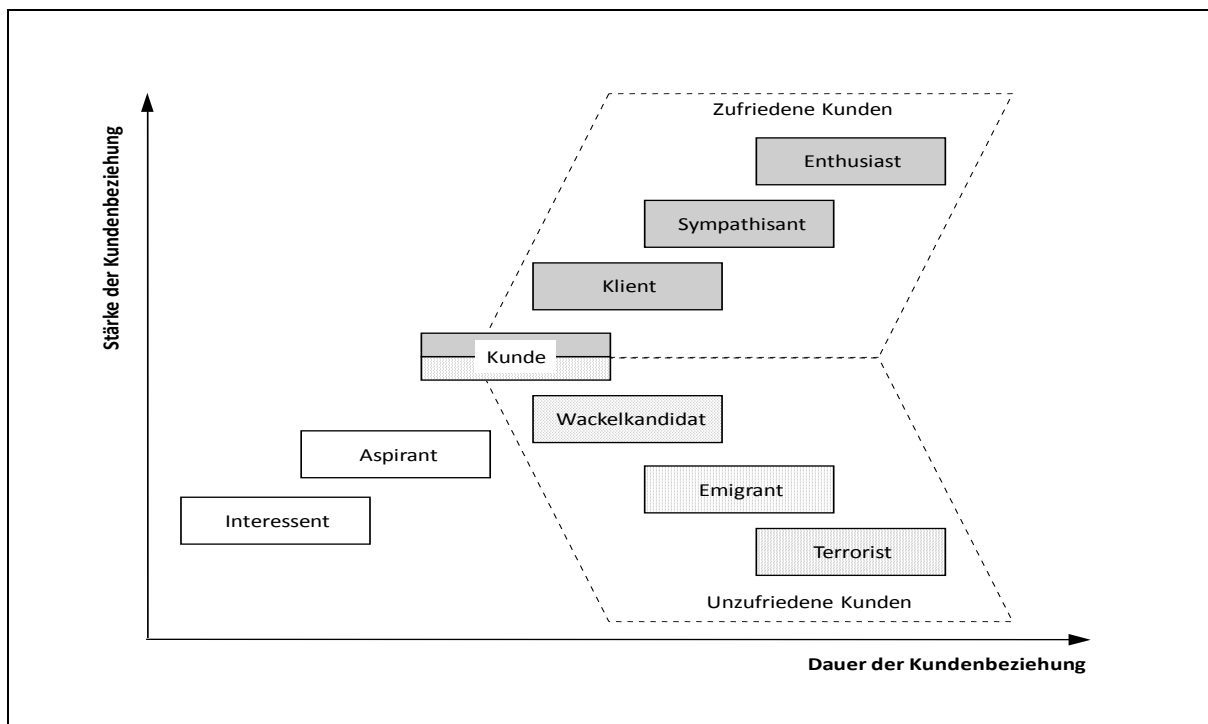 Stärke der Kundenbeziehung
Zufriedene Kunden
Enthusiast
Sympathisant
Klient
Kunde
Wackelkandidat
Aspirant
Emigrant
Interessent
Terrorist
Unzufriedene Kunden
Dauer der Kundenbeziehung